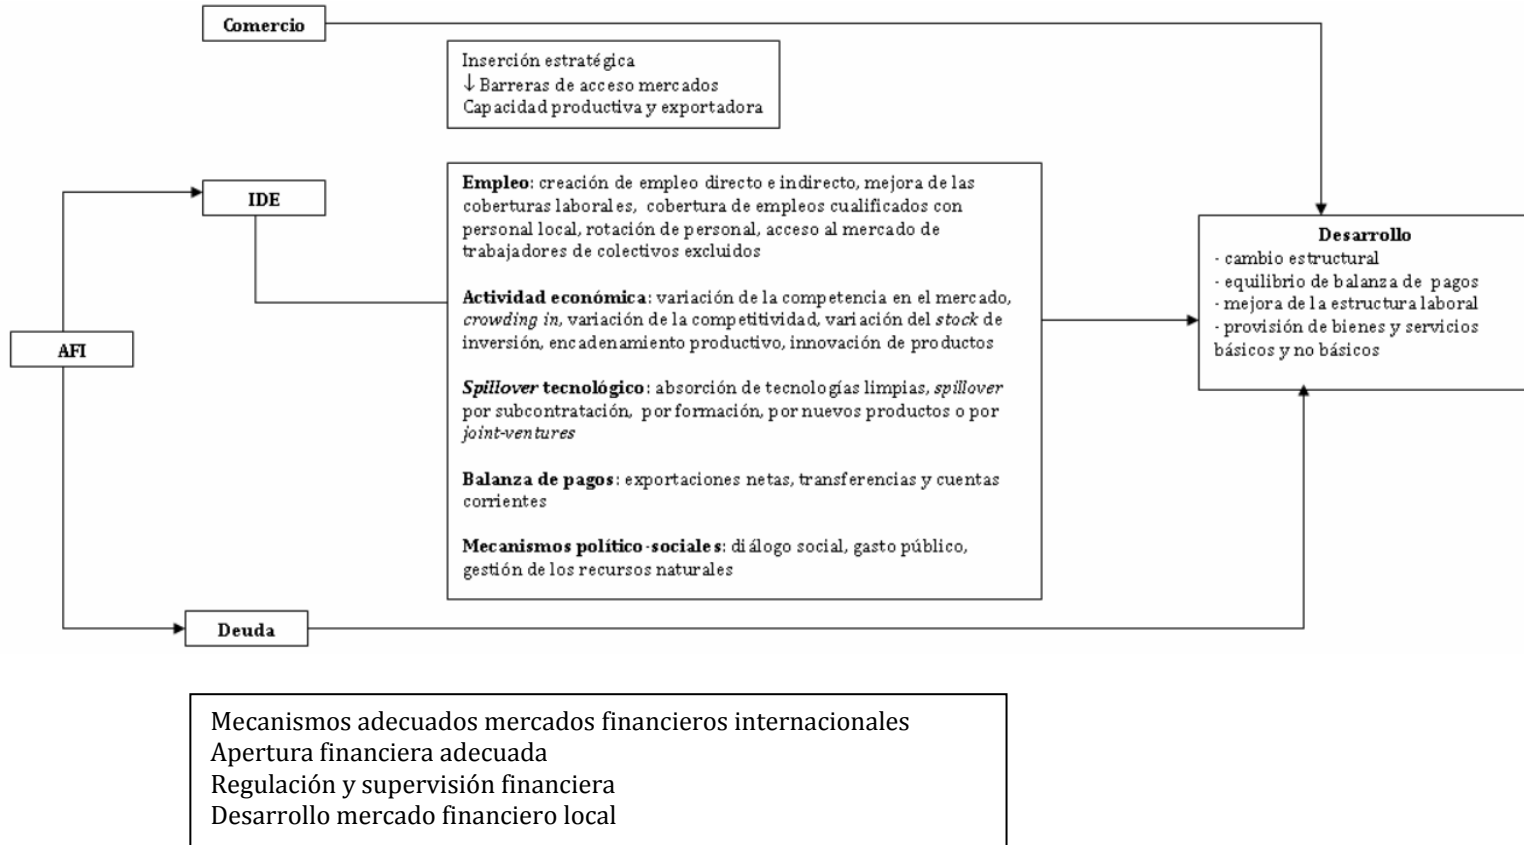 Comercio
Inserción estratégica
↓ Barreras de acceso mercados
Capacidad productiva y exportadora
IDE
Empleo: creación de empleo directo e indirecto, mejora de las
coberturas laborales, cobertura de empleos cualificados con
personal local, rotación de personal, acceso al mercado de
trabajadores de colectivos excluidos
Actividad económica: variación de la competencia en el mercado,
crowding in, variación de la competitividad, variación del stock de
inversión, encadenamiento productivo, innovación de productos
Spillover tecnológico: absorción de tecnologías limpias, spillover
por subcontratación, por formación, por nuevos productos o por
joint-ventures
Balanza de pagos: exportaciones netas, transferencias y cuentas
corrientes
Mecanismos político-sociales: diálogo social, gasto público,
gestión de los recursos naturales
Desarrollo
- cambio estructural
- equilibrio de balanza de pagos
- mejora de la estructura laboral
- provisión de bienes y servicios
básicos y no básicos
AFI
Deuda
Mecanismos adecuados mercados financieros internacionales
Apertura financiera adecuada
Regulación y supervisión financiera
Desarrollo mercado financiero local